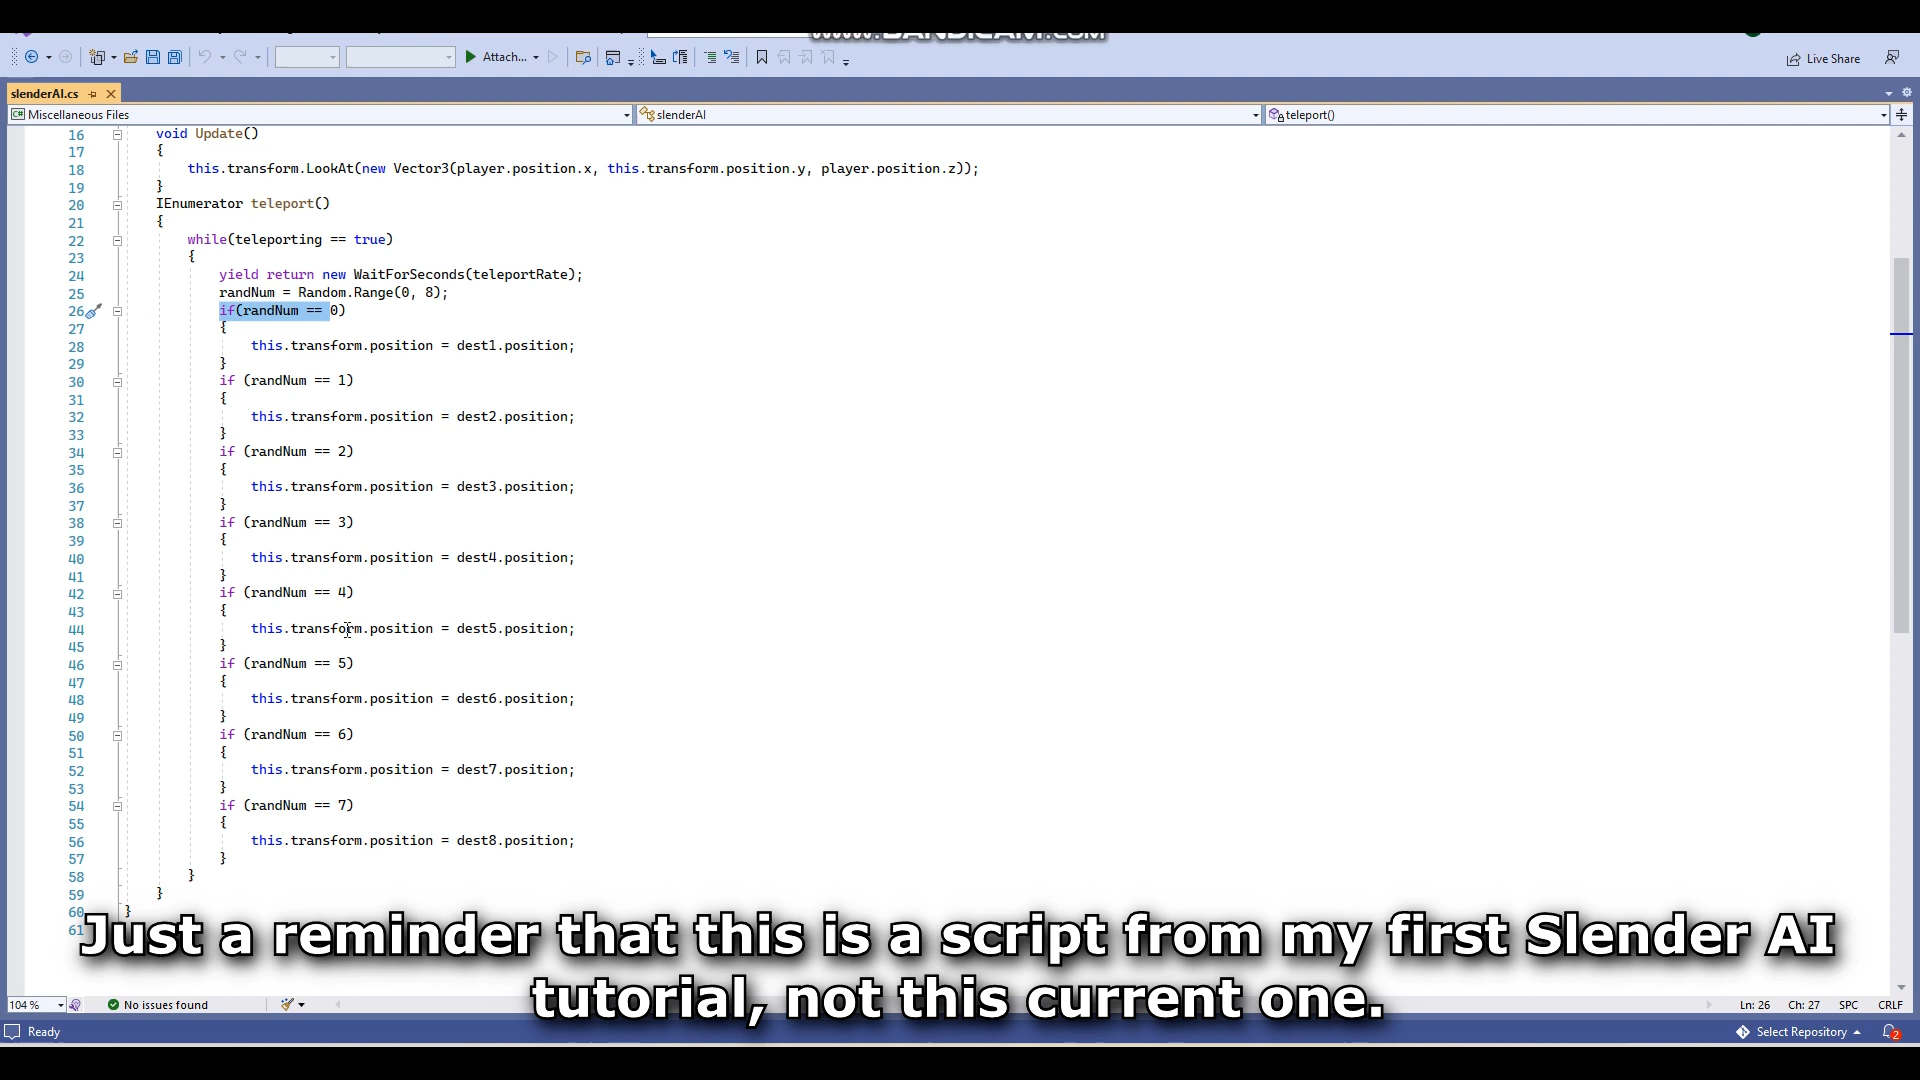 www.BANDICAM.com
Attach...
Live Share
slenderAI.cs
C# Miscellaneous Files
slenderAI
teleport()
16 void Update()
17 {
18 this.transform.LookAt(new Vector3(player.position.x, this.transform.position.y, player.position.z));
19 }
20 IEnumerator teleport()
21 {
22 while(teleporting == true)
23 {
24 yield return new WaitForSeconds(teleportRate);
25 randNum = Random.Range(0, 8);
26 if(randNum == 0)
27 {
28 this.transform.position = dest1.position;
29 }
30 if (randNum == 1)
31 {
32 this.transform.position = dest2.position;
33 }
34 if (randNum == 2)
35 {
36 this.transform.position = dest3.position;
37 }
38 if (randNum == 3)
39 {
40 this.transform.position = dest4.position;
41 }
42 if (randNum == 4)
43 {
44 this.transform.position = dest5.position;
45 }
46 if (randNum == 5)
47 {
48 this.transform.position = dest6.position;
49 }
50 if (randNum == 6)
51 {
52 this.transform.position = dest7.position;
53 }
54 if (randNum == 7)
55 {
56 this.transform.position = dest8.position;
57 }
58 }
59 }
60 }
61
Just a reminder that this is a script from my first Slender AI
tutorial, not this current one.
104 %
No issues found
Ln: 26 Ch: 27 SPC CRLF
Ready
Select Repository
2